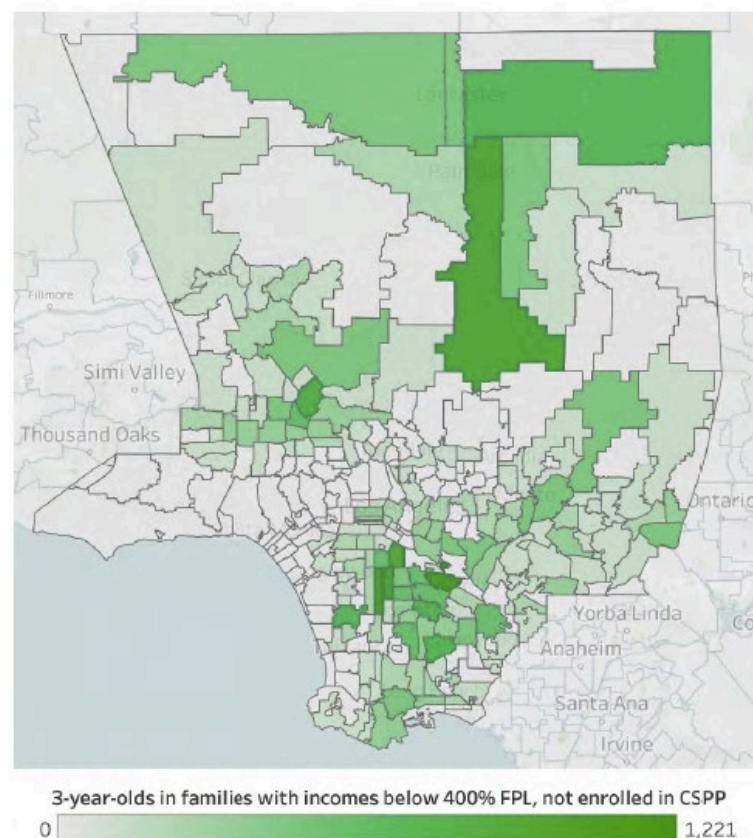 Lancaster
Palmdale
Fillmore
Simi Valley
Thousand Oaks
Ontario
Yorba Linda
Anaheim
Santa Ana
Irvine
3-year-olds in families with incomes below 400% FPL, not enrolled in CSPP
0 1,221